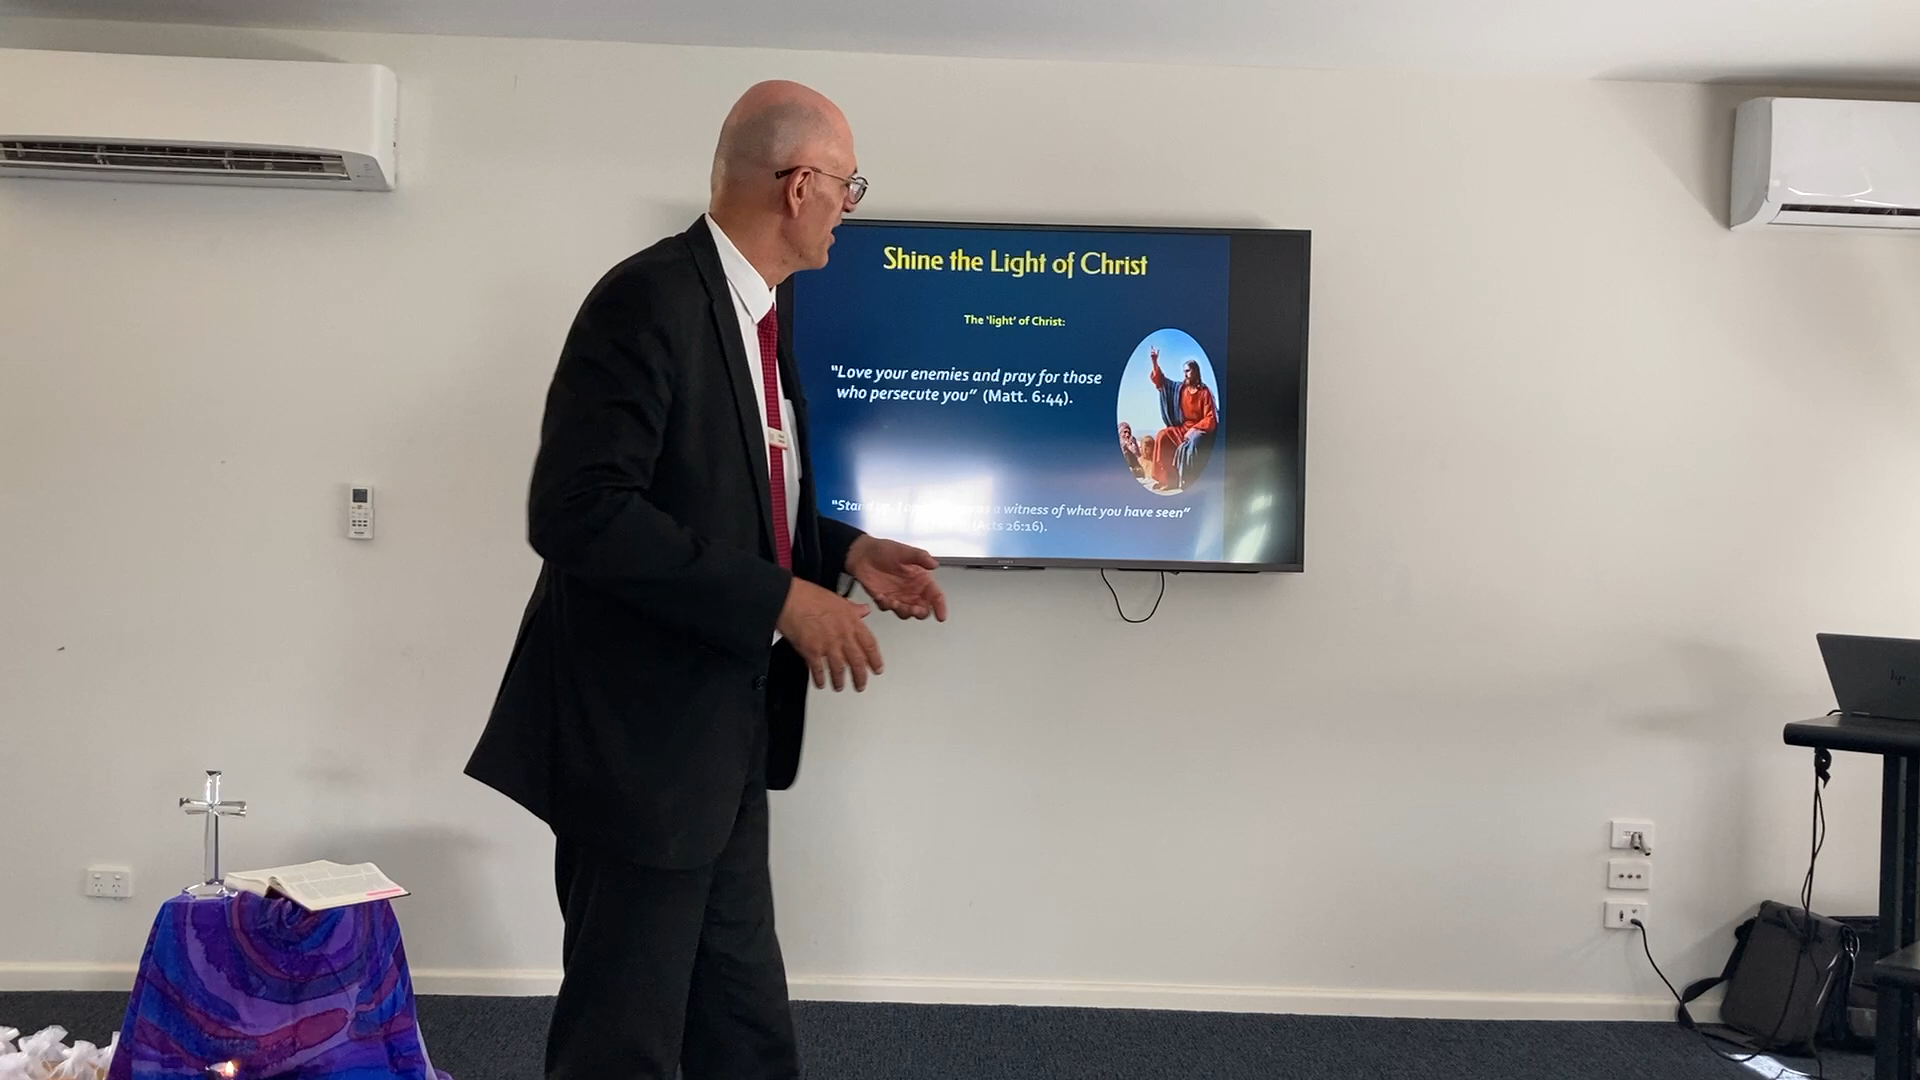 Shine the Light of Christ
The 'light' of Christ:
"Love your enemies and pray for those
who persecute you" (Matt. 6:44).
"Stand up, witness of what you have seen"
(Acts 26:16).
hp